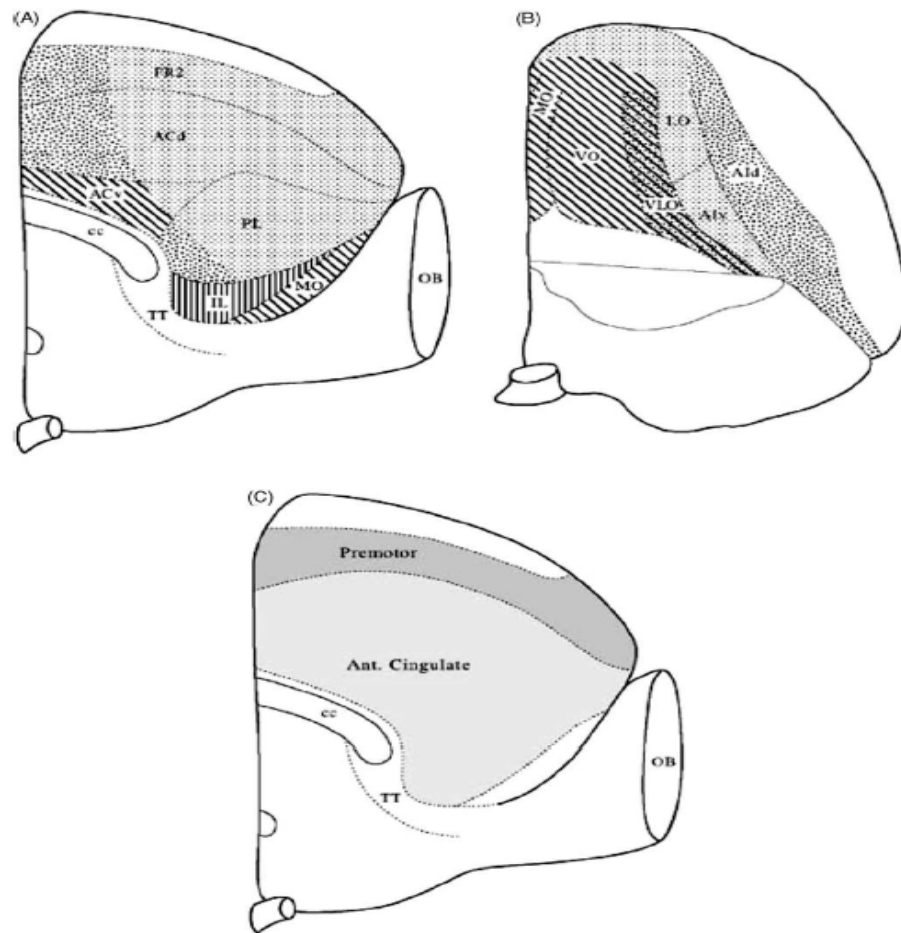 (A)
FR2
ACd
ACv
cc
PL
IL
MO
TT
OB
(B)
MO
VO
LO
VLO
AIv
AId
(C)
Premotor
Ant. Cingulate
cc
TT
OB